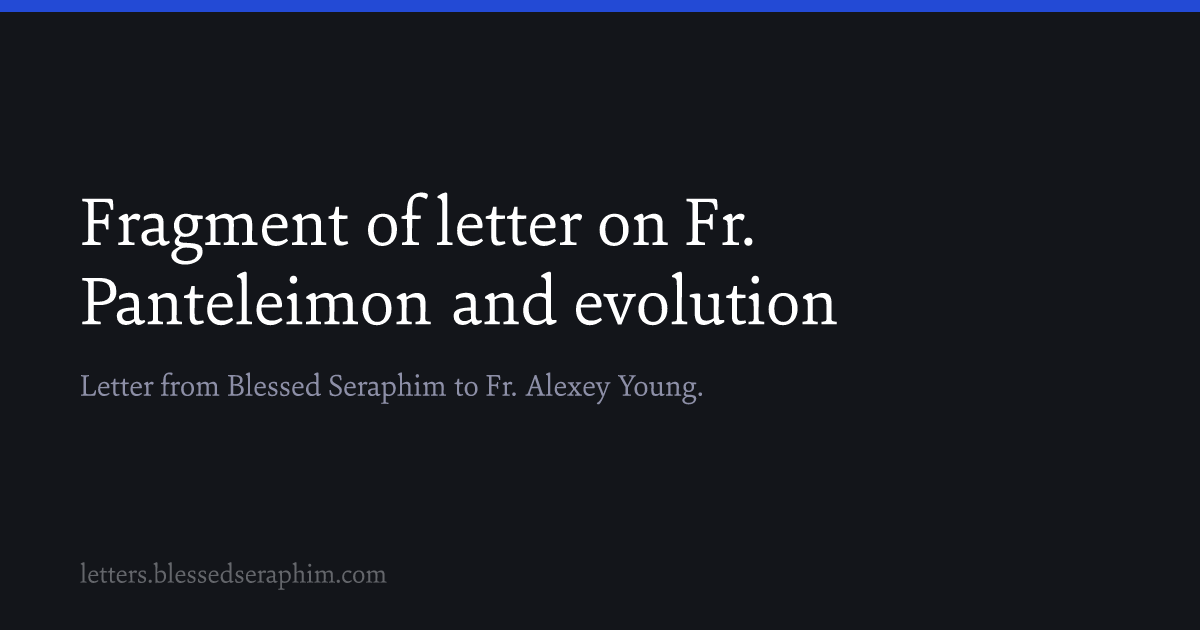 Fragment of letter on Fr.
Panteleimon and evolution
Letter from Blessed Seraphim to Fr. Alexey Young.
letters.blessedseraphim.com